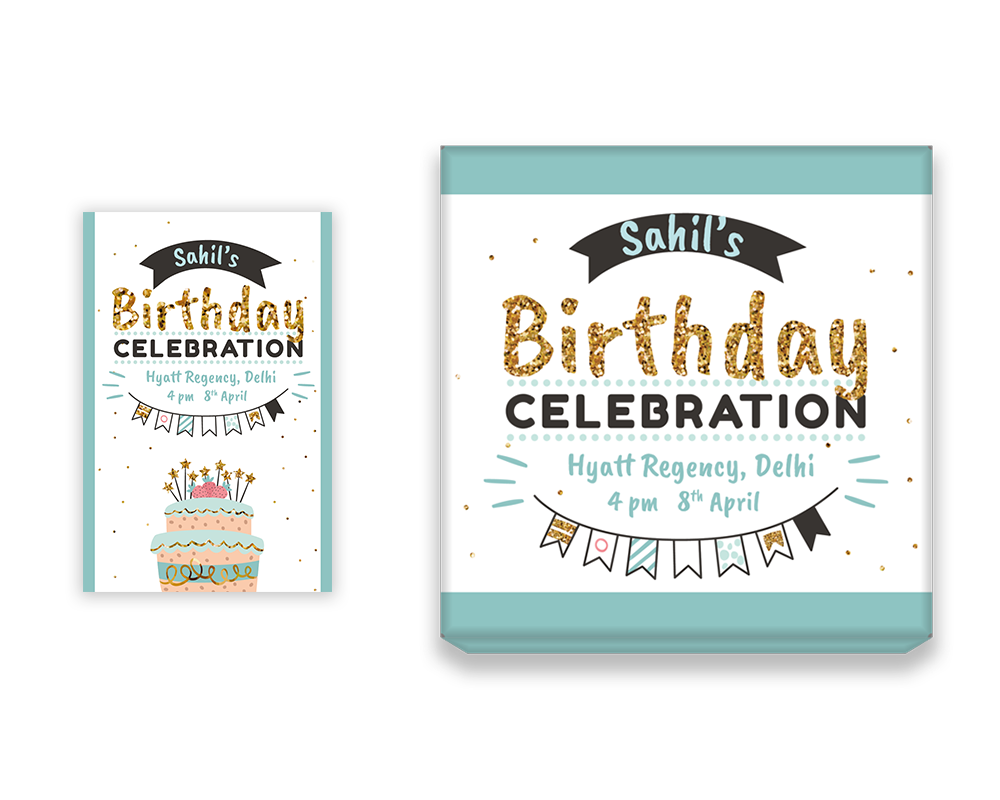 Sahil's
Birthday
CELEBRATION
Hyatt Regency, Delhi
4 pm 8th April
Sahil's
Birthday
CELEBRATION
Hyatt Regency, Delhi
4 pm 8th April